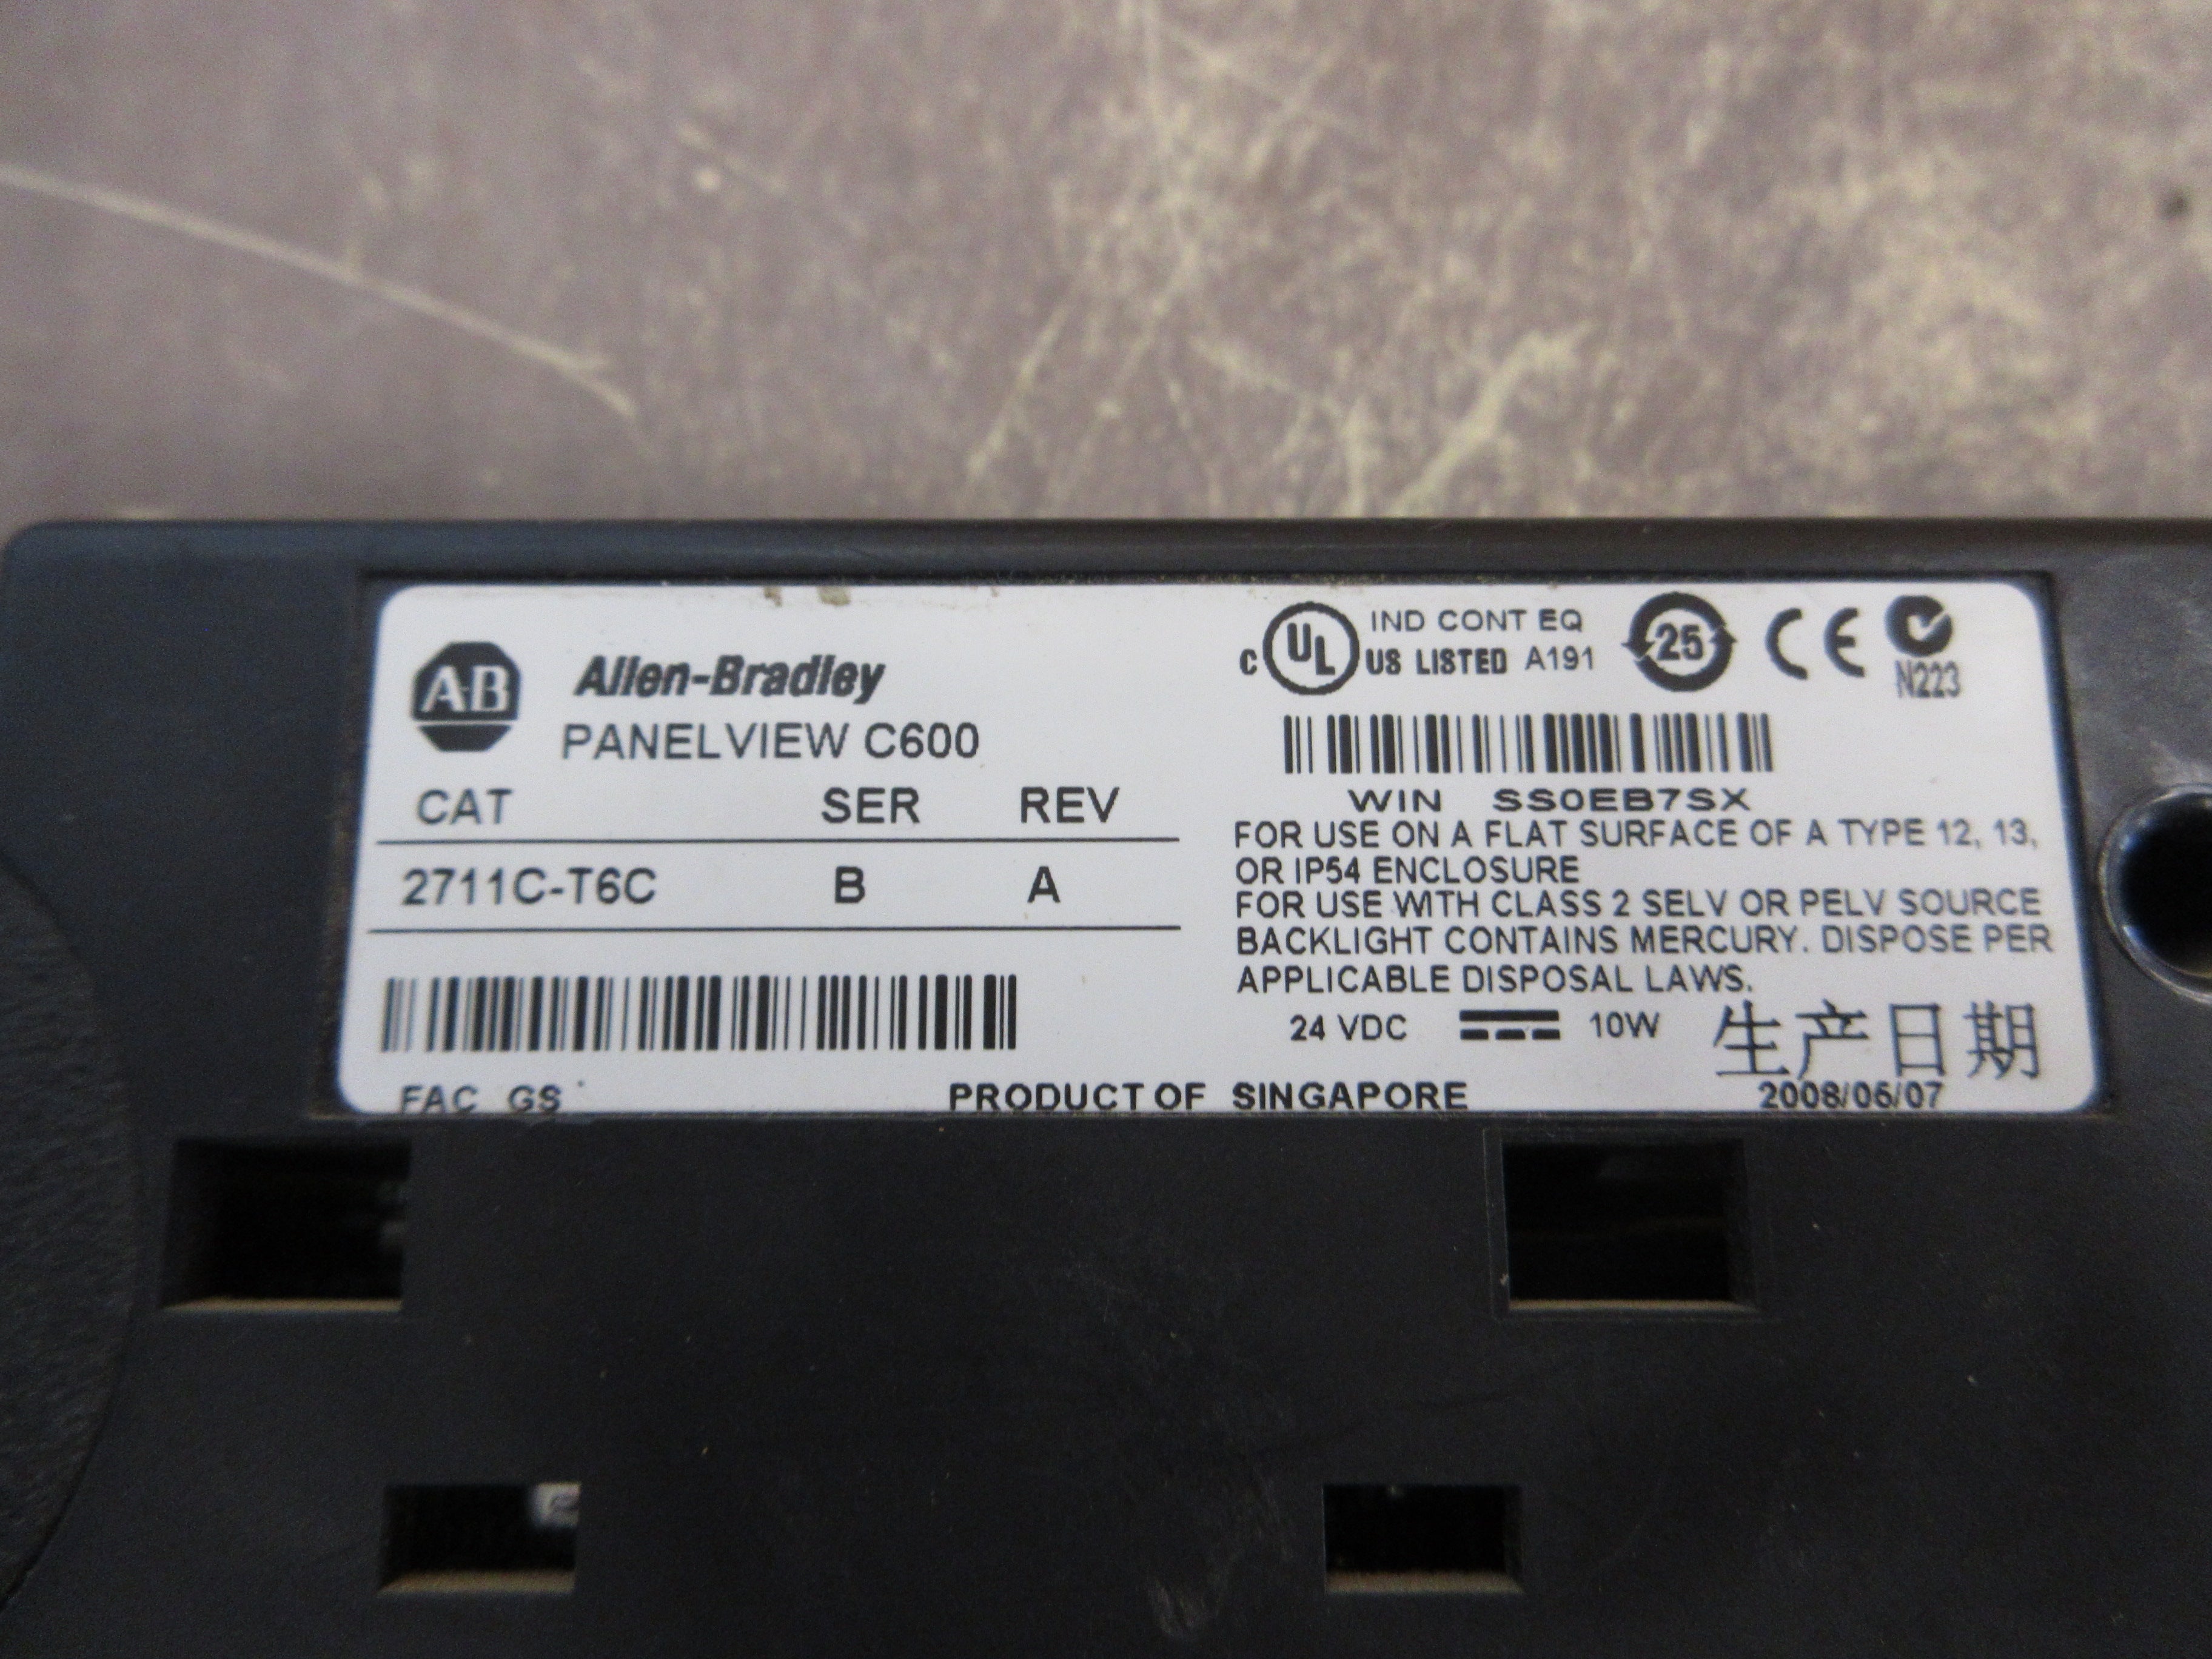 AB Allen-Bradley
PANELVIEW C600
CAT SER REV
2711C-T6C B A
FAC GS
PRODUCT OF SINGAPORE
C UL US LISTED IND CONT EQ A191
25
CE
N223
WIN SS0EB7SX
FOR USE ON A FLAT SURFACE OF A TYPE 12, 13,
OR IP54 ENCLOSURE
FOR USE WITH CLASS 2 SELV OR PELV SOURCE
BACKLIGHT CONTAINS MERCURY. DISPOSE PER
APPLICABLE DISPOSAL LAWS.
24 VDC 10W
生产日期
2008/06/07